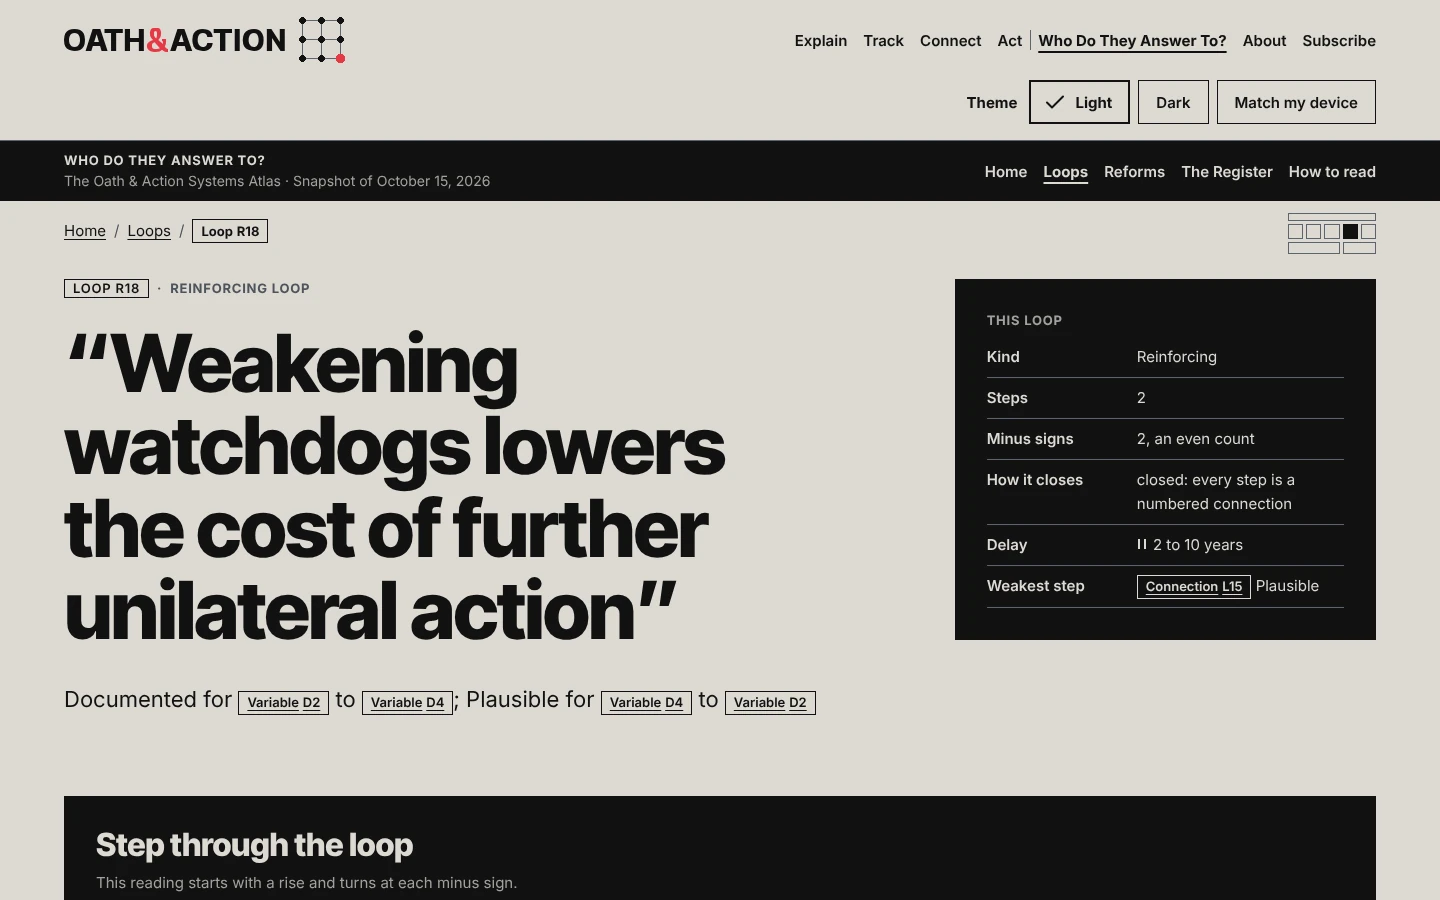 OATH&ACTION
Explain Track Connect Act Who Do They Answer To? About Subscribe
Theme Light Dark Match my device
WHO DO THEY ANSWER TO?
The Oath & Action Systems Atlas · Snapshot of October 15, 2026
Home Loops Reforms The Register How to read
Home / Loops / Loop R18
LOOP R18 · REINFORCING LOOP
“Weakening
watchdogs lowers
the cost of further
unilateral action”
Documented for Variable D2 to Variable D4; Plausible for Variable D4 to Variable D2
THIS LOOP
Kind Reinforcing
Steps 2
Minus signs 2, an even count
How it closes closed: every step is a
numbered connection
Delay 2 to 10 years
Weakest step Connection L15 Plausible
Step through the loop
This reading starts with a rise and turns at each minus sign.